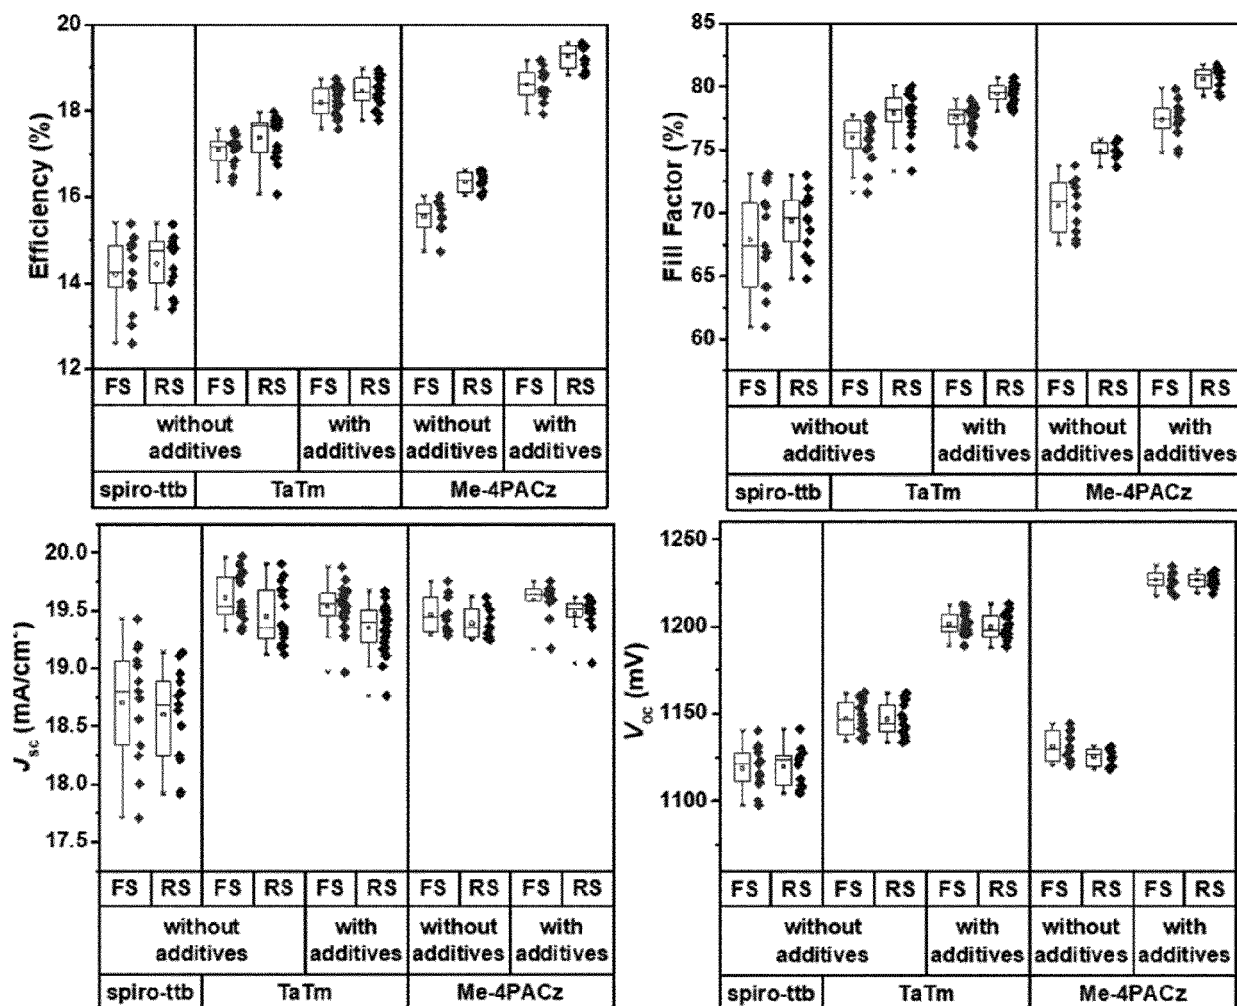 20
18
16
14
12
Efficiency (%)
FS RS FS RS FS RS FS RS FS RS
without additives
with additives
without additives
with additives
spiro-ttb TaTm Me-4PACz
85
80
75
70
65
60
Fill Factor (%)
FS RS FS RS FS RS FS RS FS RS
without additives
with additives
without additives
with additives
spiro-ttb TaTm Me-4PACz
20.0
19.5
19.0
18.5
18.0
17.5
Jsc (mA/cm-
FS RS FS RS FS RS FS RS FS RS
without additives
with additives
without additives
with additives
spiro-ttb TaTm Me-4PACz
1250
1200
1150
1100
Voc (mV)
FS RS FS RS FS RS FS RS FS RS
without additives
with additives
without additives
with additives
spiro-ttb TaTm Me-4PACz